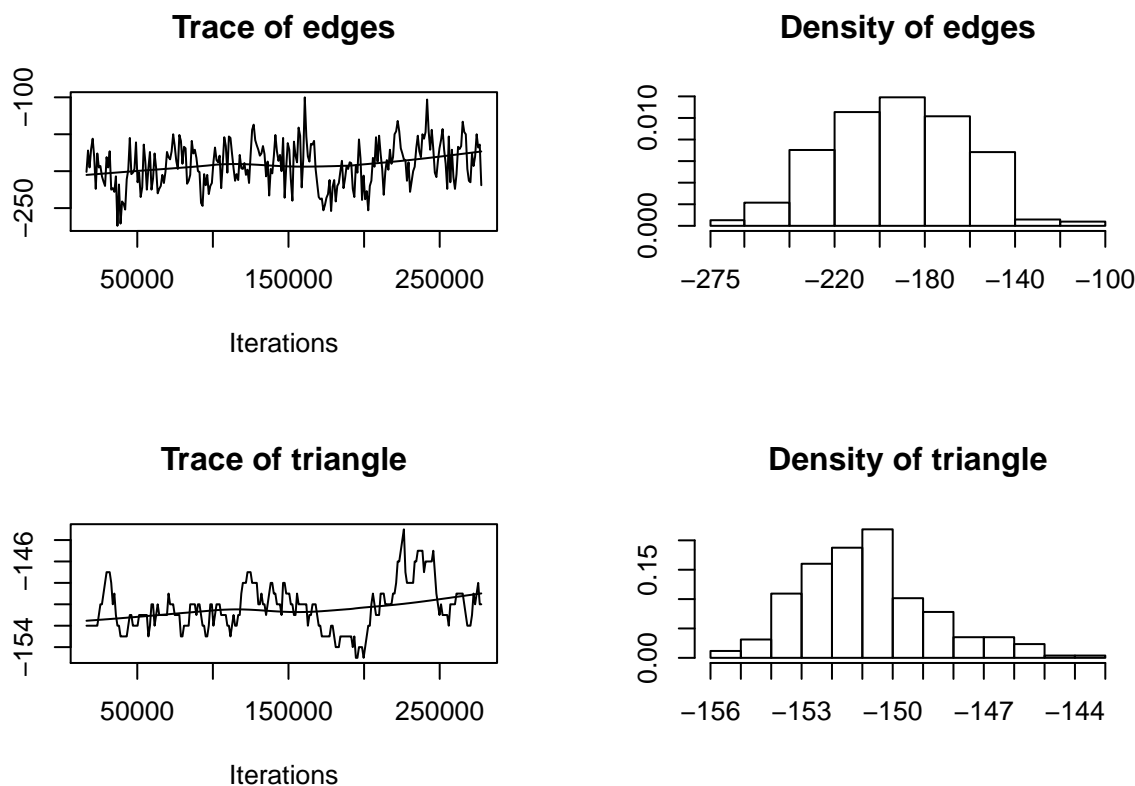 Trace of edges
−100
−250
50000 150000 250000
Iterations
Density of edges
0.010
0.000
−275 −220 −180 −140 −100
Trace of triangle
−146
−154
50000 150000 250000
Iterations
Density of triangle
0.15
0.00
−156 −153 −150 −147 −144